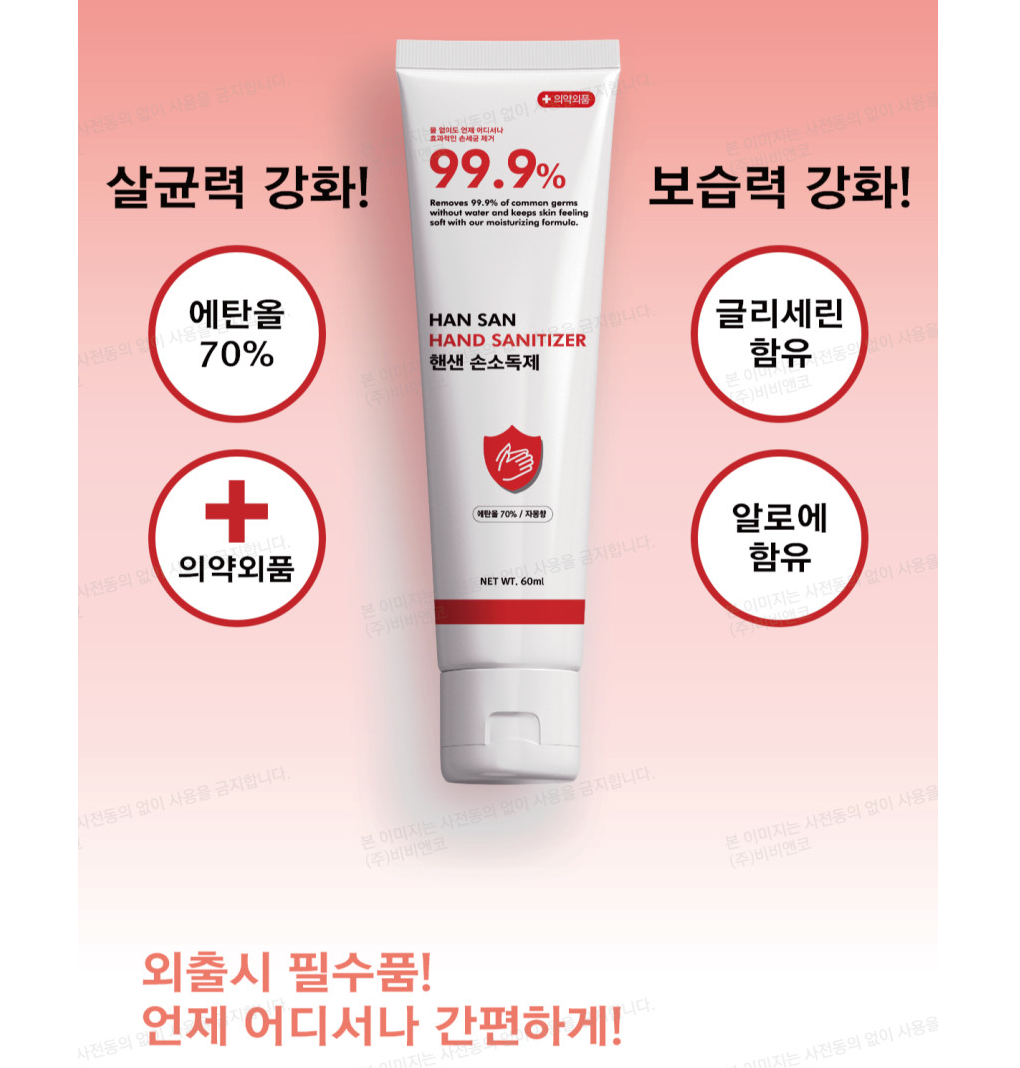 의약외품
물 없이도 언제 어디서나
효과적인 손세균 제거
99.9%
Removes 99.9% of common germs
without water and keeps skin feeling
soft with our moisturizing formula.
살균력 강화!
보습력 강화!
에탄올
70%
글리세린
함유
HAN SAN
HAND SANITIZER
핸샌 손소독제
의약외품
알로에
함유
에탄올 70% / 자몽향
NET WT. 60ml
외출시 필수품!
언제 어디서나 간편하게!
본 이미지는 사전동의 없이 사용을 금지합니다.
(주)비비앤코